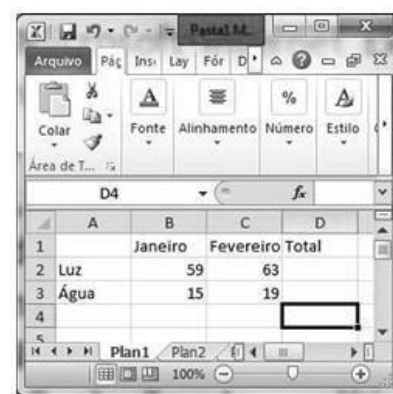 Pasta1 M...
Arquivo Pág Ins Lay Fór D
Colar Fonte Alinhamento Número Estilo
Área de T...
D4 fx
A B C D
1 Janeiro Fevereiro Total
2 Luz 59 63
3 Água 15 19
4
5
Plan1 Plan2
100%